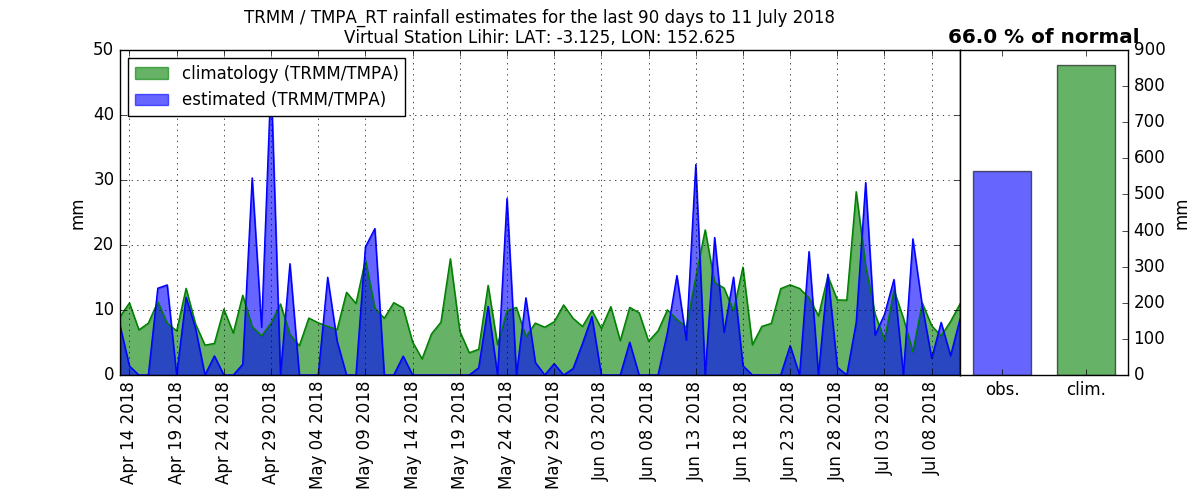 TRMM / TMPA_RT rainfall estimates for the last 90 days to 11 July 2018
Virtual Station Lihir: LAT: -3.125, LON: 152.625
66.0 % of normal
climatology (TRMM/TMPA)
estimated (TRMM/TMPA)
50
40
30
20
10
0
mm
Apr 14 2018
Apr 19 2018
Apr 24 2018
Apr 29 2018
May 04 2018
May 09 2018
May 14 2018
May 19 2018
May 24 2018
May 29 2018
Jun 03 2018
Jun 08 2018
Jun 13 2018
Jun 18 2018
Jun 23 2018
Jun 28 2018
Jul 03 2018
Jul 08 2018
obs.
clim.
900
800
700
600
500
400
300
200
100
0
mm